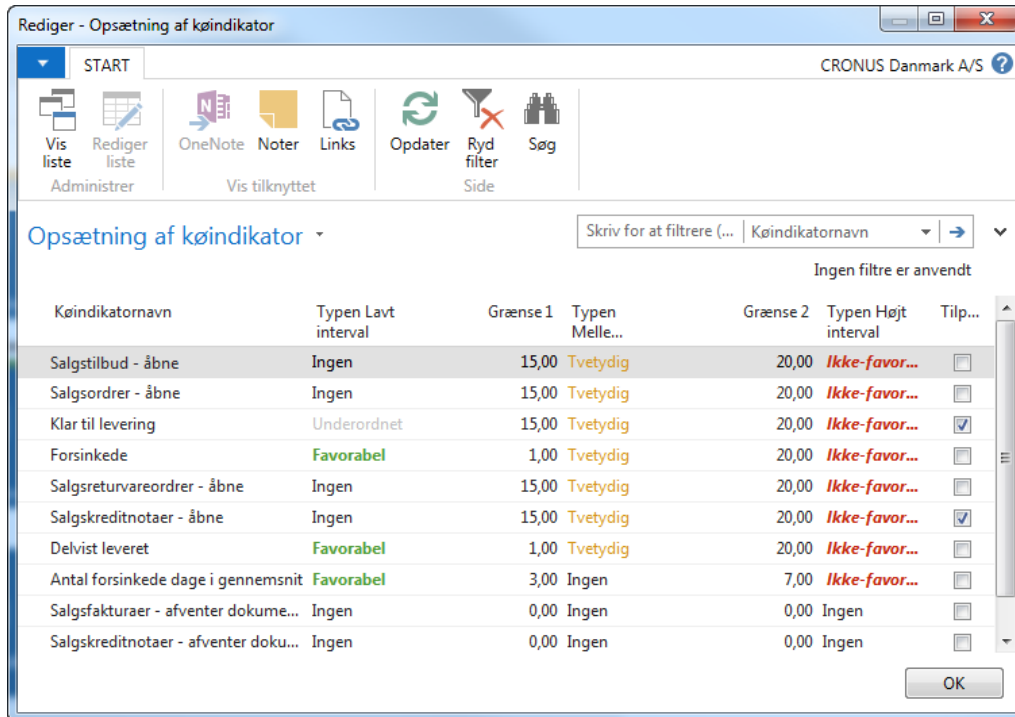 Rediger - Opsætning af køindikator
START
CRONUS Danmark A/S
Vis liste
Rediger liste
OneNote
Noter
Links
Opdater
Ryd filter
Søg
Administrer
Vis tilknyttet
Side
Opsætning af køindikator
Skriv for at filtrere (... Køindikatornavn
Ingen filtre er anvendt
Køindikatornavn Typen Lavt interval Grænse 1 Typen Melle... Grænse 2 Typen Højt interval Tilp...
Salgstilbud - åbne Ingen 15,00 Tvetydig 20,00 Ikke-favor...
Salgsordrer - åbne Ingen 15,00 Tvetydig 20,00 Ikke-favor...
Klar til levering Underordnet 15,00 Tvetydig 20,00 Ikke-favor...
Forsinkede Favorabel 1,00 Tvetydig 20,00 Ikke-favor...
Salgsreturvareordrer - åbne Ingen 15,00 Tvetydig 20,00 Ikke-favor...
Salgskreditnotaer - åbne Ingen 15,00 Tvetydig 20,00 Ikke-favor...
Delvist leveret Favorabel 1,00 Tvetydig 20,00 Ikke-favor...
Antal forsinkede dage i gennemsnit Favorabel 3,00 Ingen 7,00 Ikke-favor...
Salgsfakturaer - afventer dokume... Ingen 0,00 Ingen 0,00 Ingen
Salgskreditnotaer - afventer doku... Ingen 0,00 Ingen 0,00 Ingen
OK